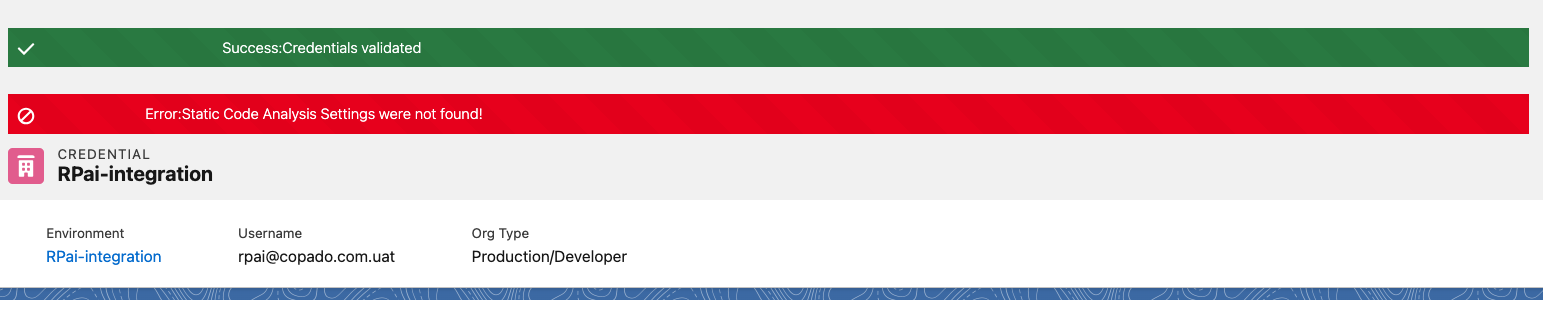 Success:Credentials validated
Error:Static Code Analysis Settings were not found!
CREDENTIAL
RPai-integration
Environment Username Org Type
RPai-integration rpai@copado.com.uat Production/Developer